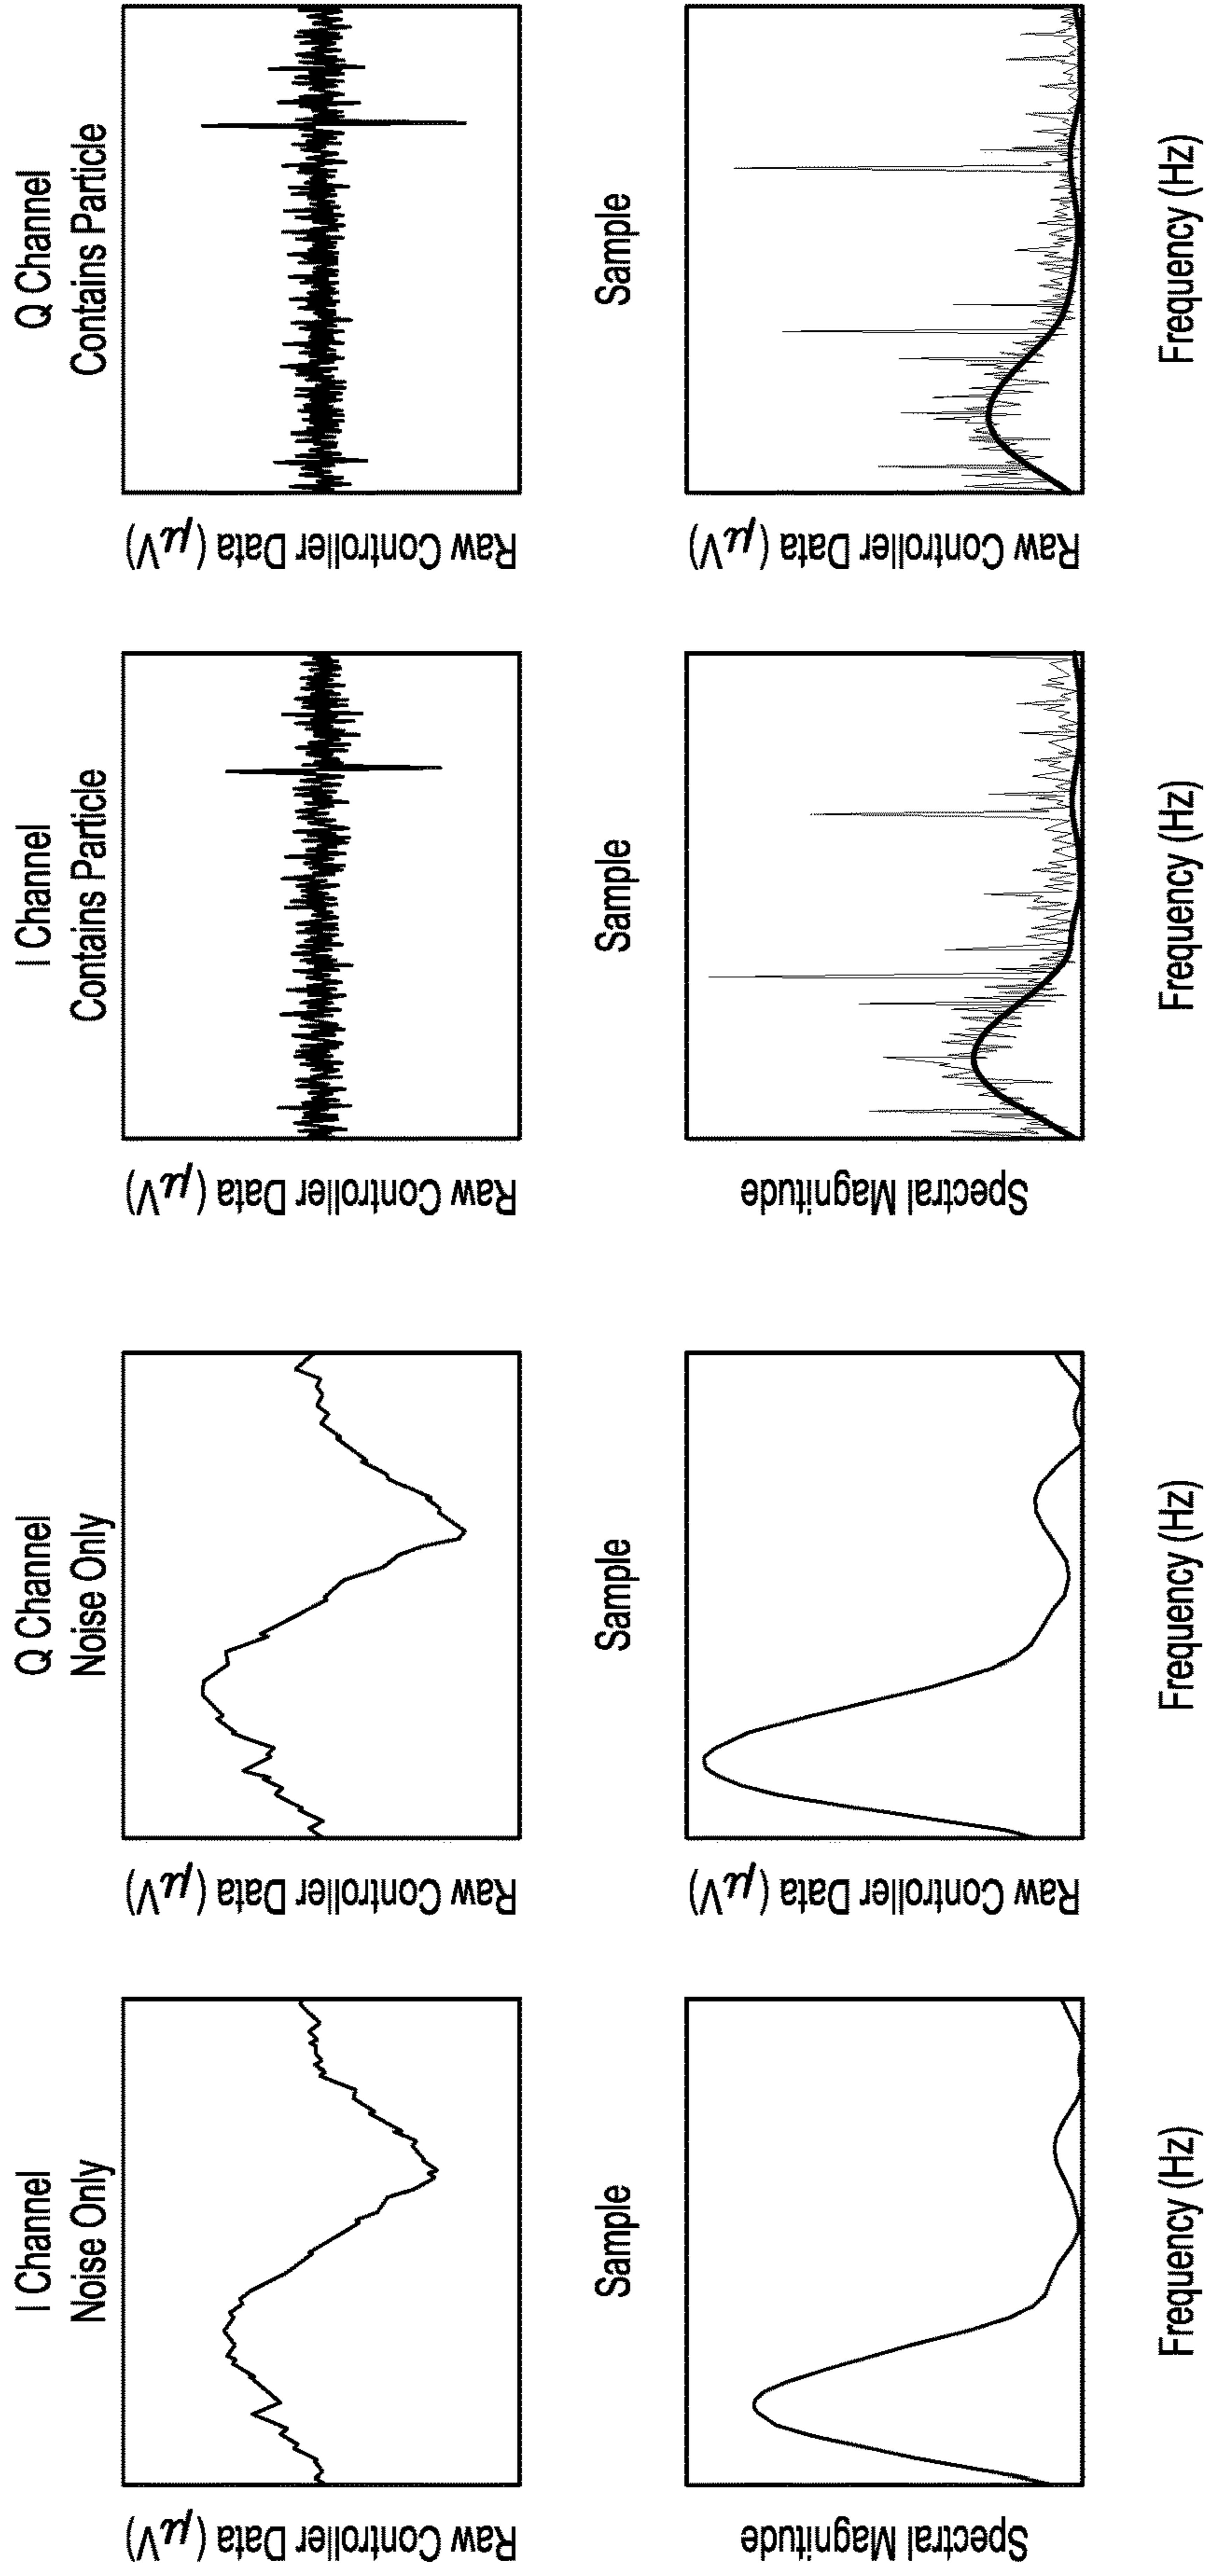 I Channel
Noise Only
Q Channel
Noise Only
I Channel
Contains Particle
Q Channel
Contains Particle
Raw Controller Data (μV)
Raw Controller Data (μV)
Raw Controller Data (μV)
Raw Controller Data (μV)
Sample
Sample
Sample
Sample
Spectral Magnitude
Raw Controller Data (μV)
Spectral Magnitude
Raw Controller Data (μV)
Frequency (Hz)
Frequency (Hz)
Frequency (Hz)
Frequency (Hz)